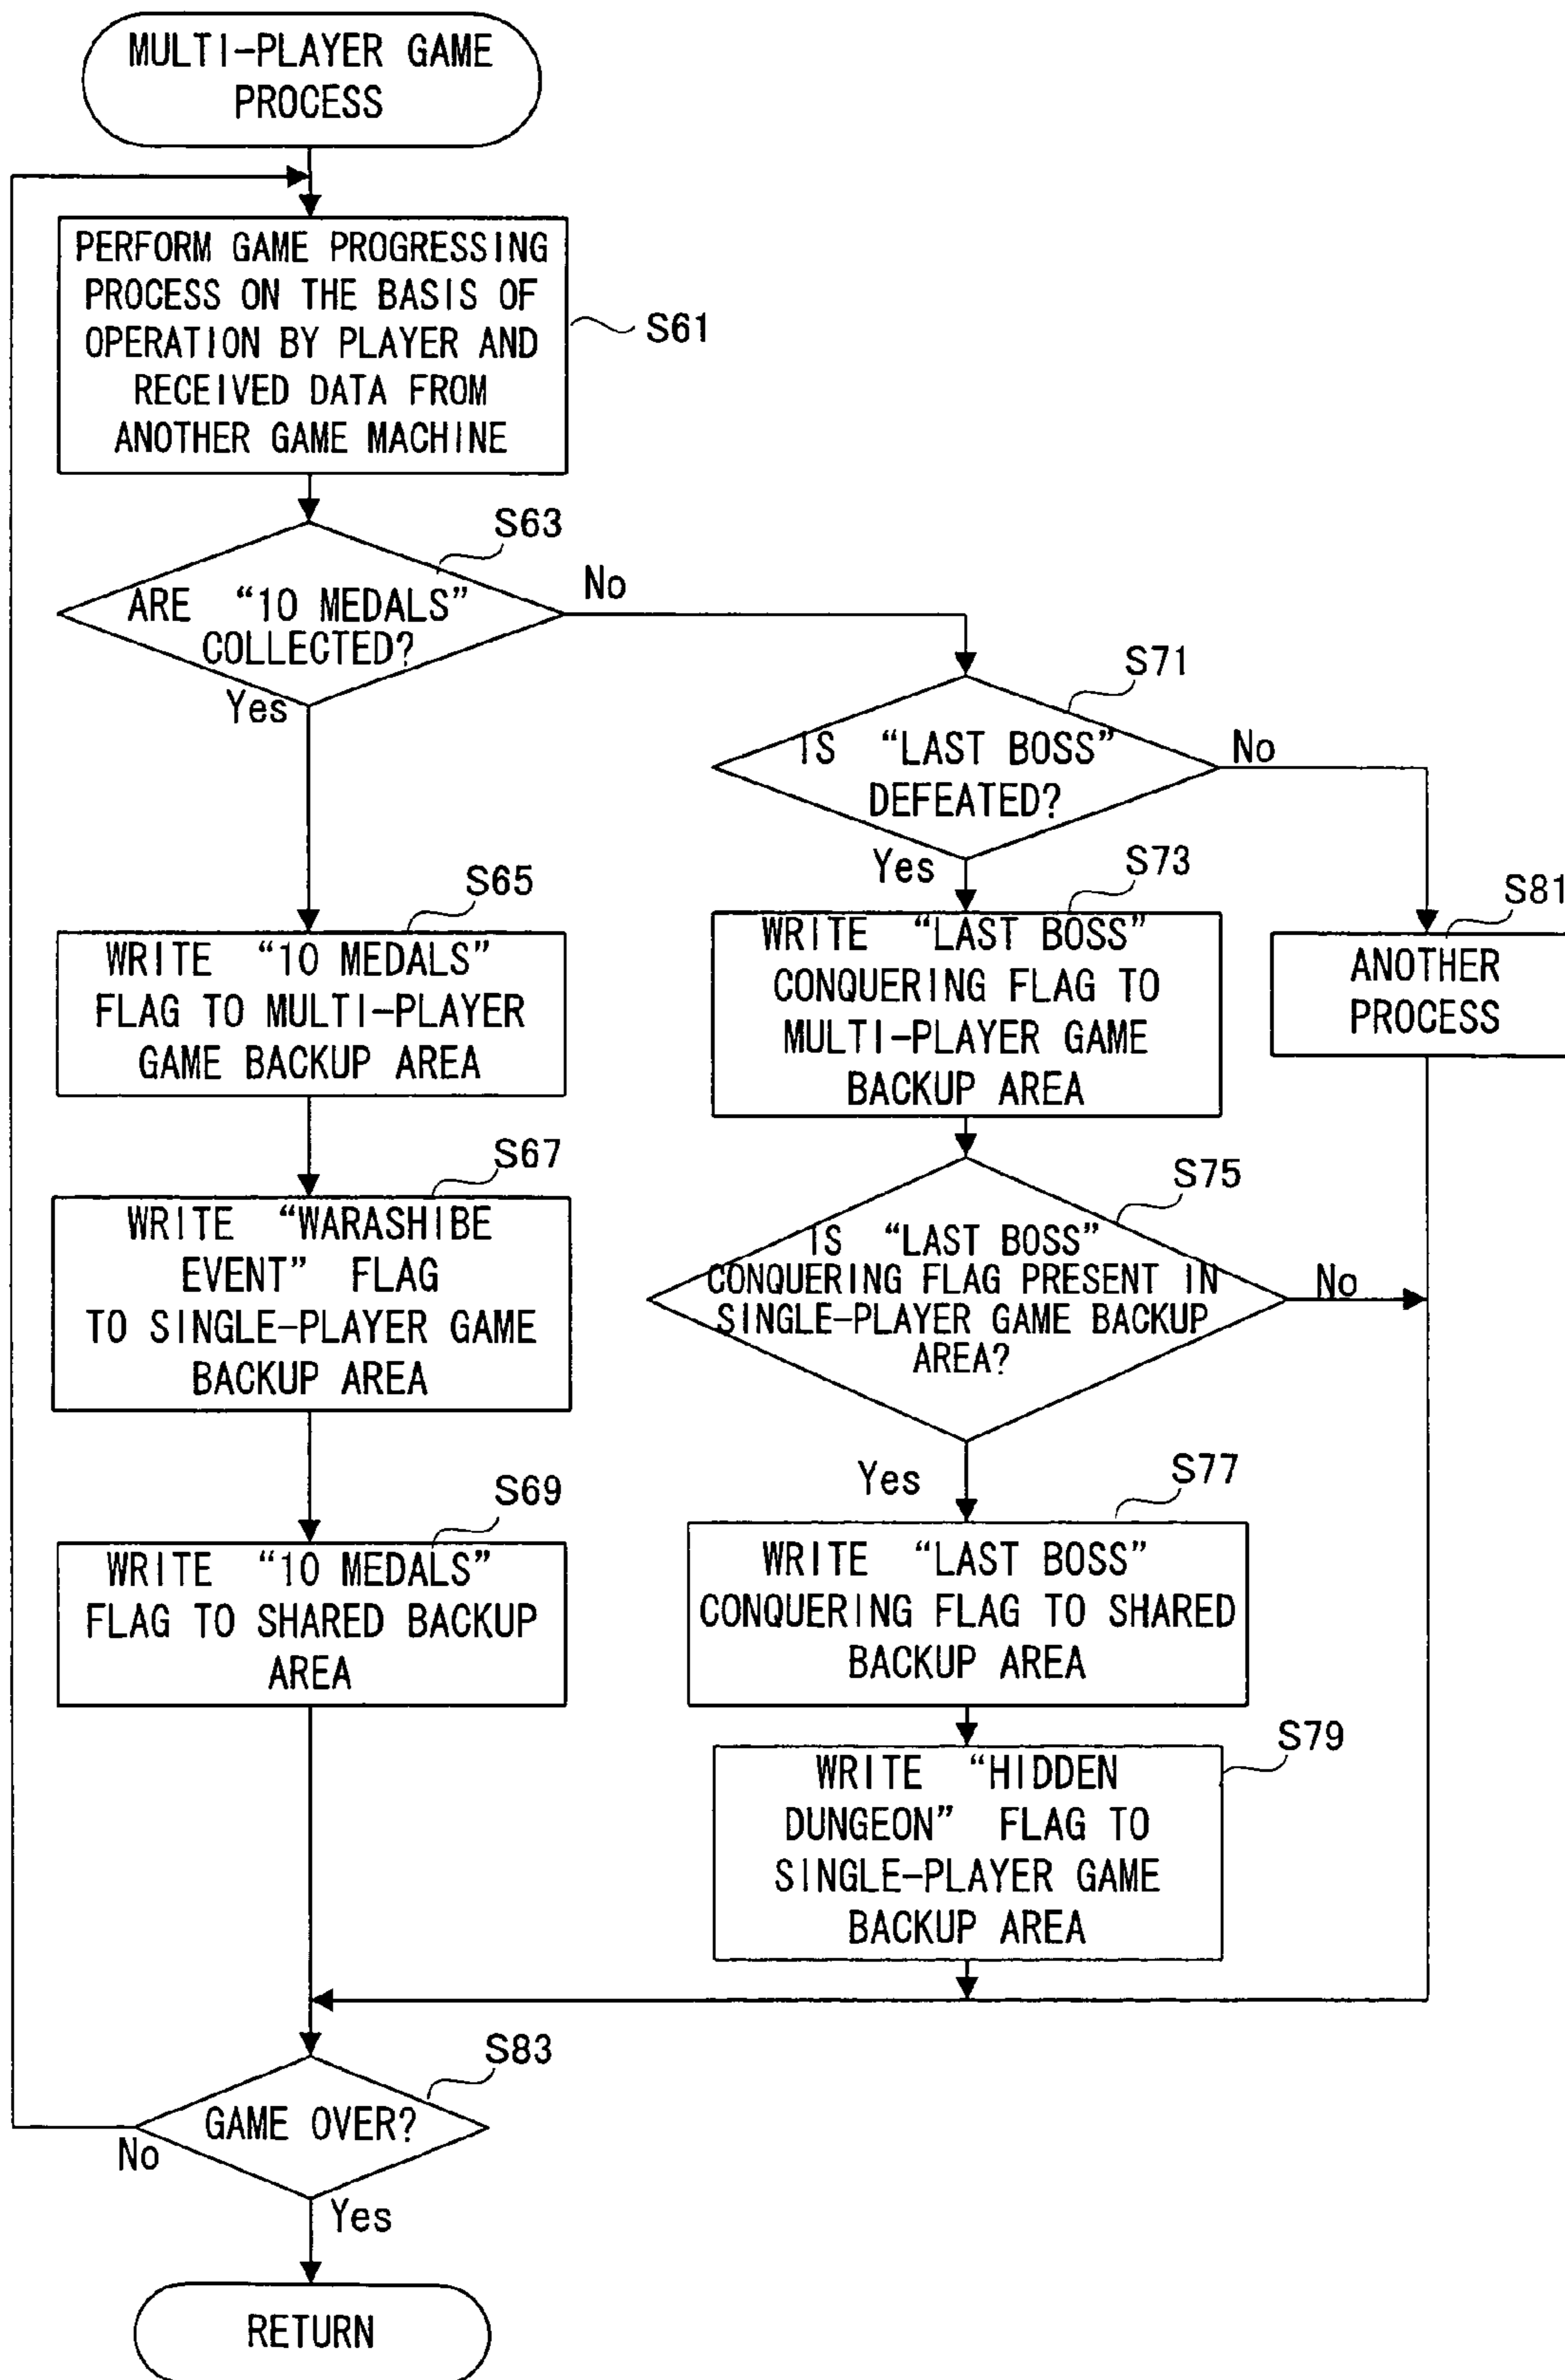 MULTI-PLAYER GAME
PROCESS
PERFORM GAME PROGRESSING
PROCESS ON THE BASIS OF
OPERATION BY PLAYER AND
RECEIVED DATA FROM
ANOTHER GAME MACHINE
S61
S63
ARE “10 MEDALS”
COLLECTED?
No
Yes
S71
IS “LAST BOSS”
DEFEATED?
No
Yes
S65
WRITE “10 MEDALS”
FLAG TO MULTI-PLAYER
GAME BACKUP AREA
S73
WRITE “LAST BOSS”
CONQUERING FLAG TO
MULTI-PLAYER GAME
BACKUP AREA
S81
ANOTHER
PROCESS
S67
WRITE “WARASHIBE
EVENT” FLAG
TO SINGLE-PLAYER GAME
BACKUP AREA
S75
IS “LAST BOSS”
CONQUERING FLAG PRESENT IN
SINGLE-PLAYER GAME BACKUP
AREA?
No
Yes
S69
WRITE “10 MEDALS”
FLAG TO SHARED BACKUP
AREA
S77
WRITE “LAST BOSS”
CONQUERING FLAG TO SHARED
BACKUP AREA
S79
WRITE “HIDDEN
DUNGEON” FLAG TO
SINGLE-PLAYER GAME
BACKUP AREA
S83
GAME OVER?
No
Yes
RETURN